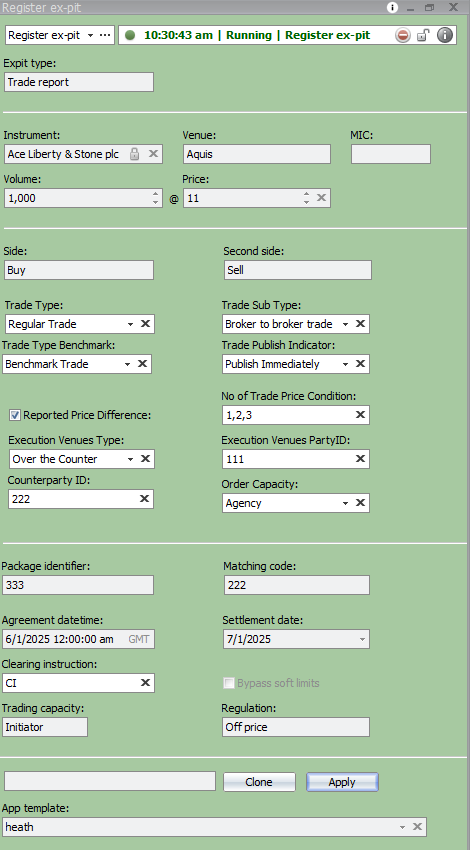 Register ex-pit
Register ex-pit 10:30:43 am | Running | Register ex-pit
Expit type:
Trade report
Instrument: Venue: MIC:
Ace Liberty & Stone plc Aquis
Volume: Price:
1,000 @ 11
Side: Second side:
Buy Sell
Trade Type: Trade Sub Type:
Regular Trade Broker to broker trade
Trade Type Benchmark: Trade Publish Indicator:
Benchmark Trade Publish Immediately
No of Trade Price Condition:
Reported Price Difference: 1,2,3
Execution Venues Type: Execution Venues PartyID:
Over the Counter 111
Counterparty ID: Order Capacity:
222 Agency
Package identifier: Matching code:
333 222
Agreement datetime: Settlement date:
6/1/2025 12:00:00 am GMT 7/1/2025
Clearing instruction:
CI Bypass soft limits
Trading capacity: Regulation:
Initiator Off price
Clone Apply
App template:
heath